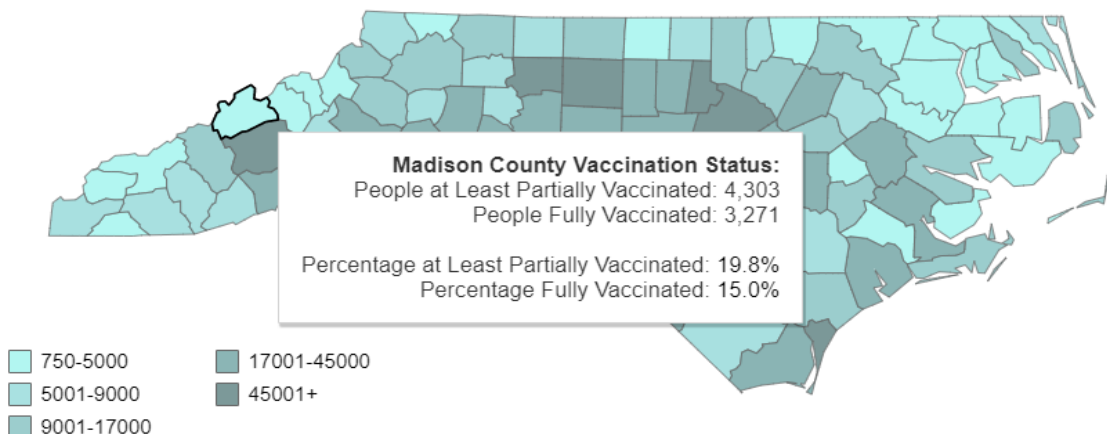 Madison County Vaccination Status:
People at Least Partially Vaccinated: 4,303
People Fully Vaccinated: 3,271
Percentage at Least Partially Vaccinated: 19.8%
Percentage Fully Vaccinated: 15.0%
750-5000
5001-9000
9001-17000
17001-45000
45001+